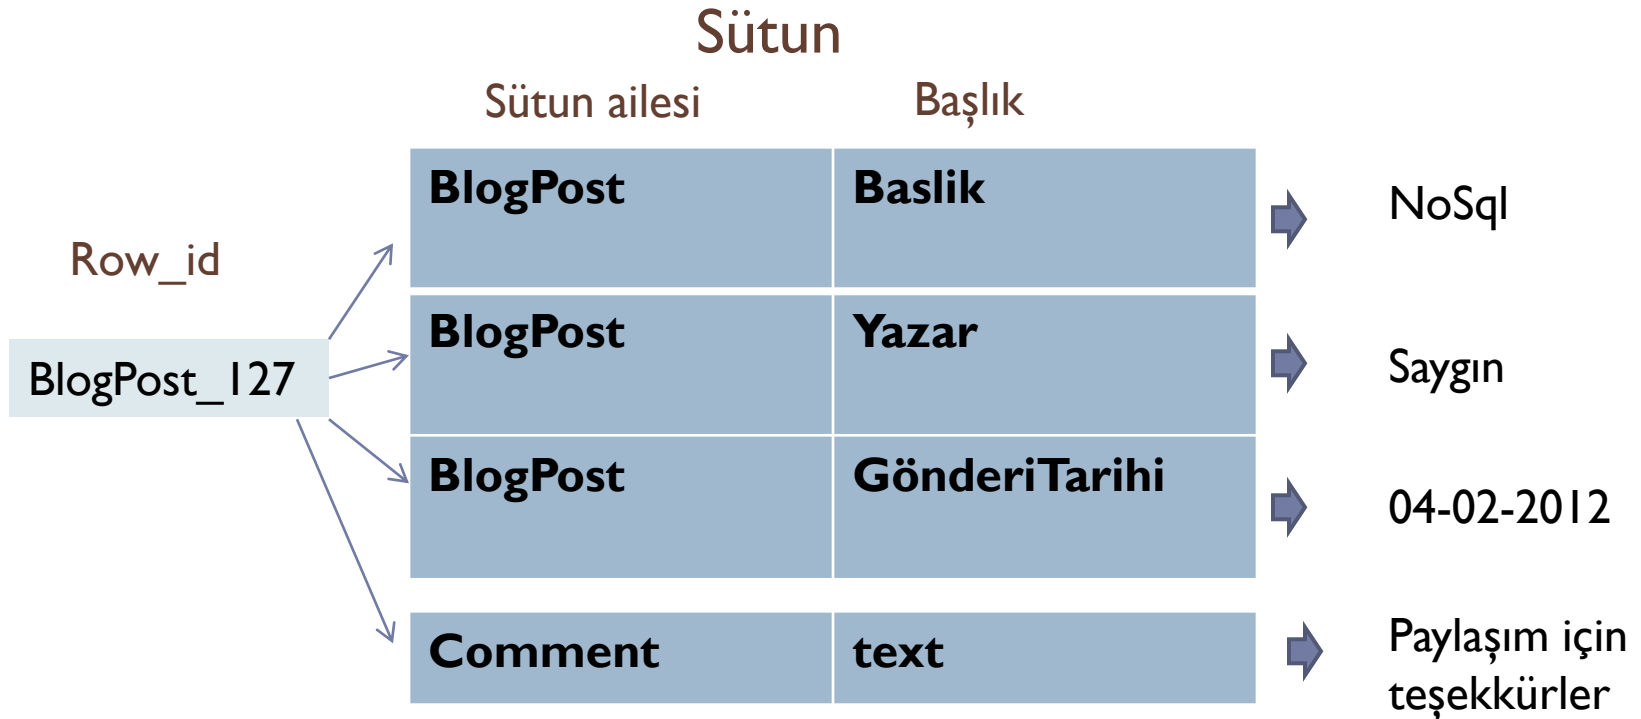 Sütun
Sütun ailesi
Başlık
Row_id
BlogPost_127
BlogPost
Baslik
NoSql
BlogPost
Yazar
Saygın
BlogPost
GönderiTarihi
04-02-2012
Comment
text
Paylaşım için
teşekkürler